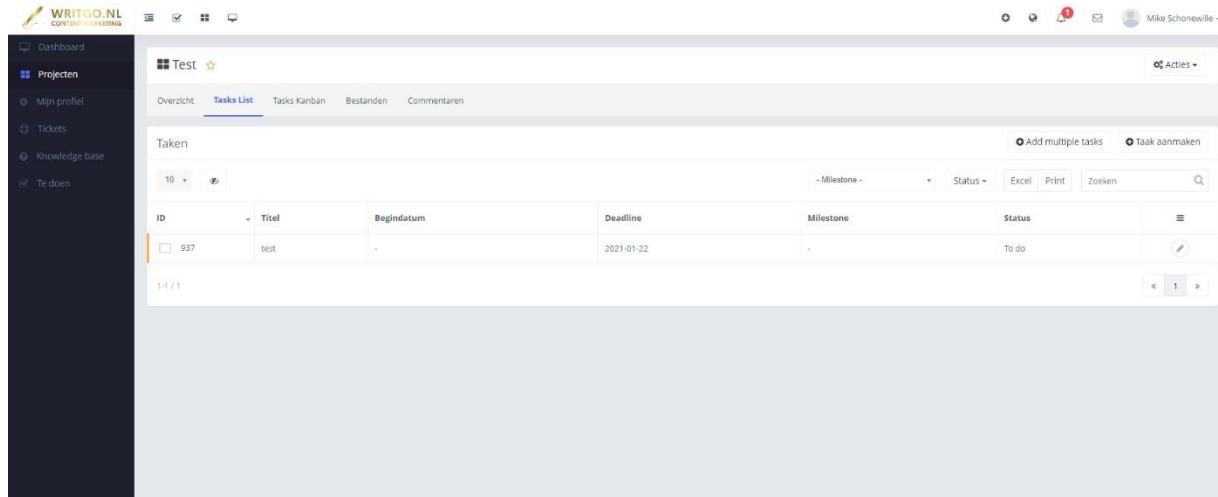 WRITGO.NL
CONTENT MARKETING
1
Mike Schonewille
Dashboard
Projecten
Mijn profiel
Tickets
Knowledge base
Te doen
Test
Acties
Overzicht Tasks List Tasks Kanban Bestanden Commentaren
Taken
Add multiple tasks Taak aanmaken
10 - Milestone - Status Excel Print Zoeken
ID Titel Begindatum Deadline Milestone Status
937 test - 2021-01-22 - To do
1-1 / 1 « 1 »